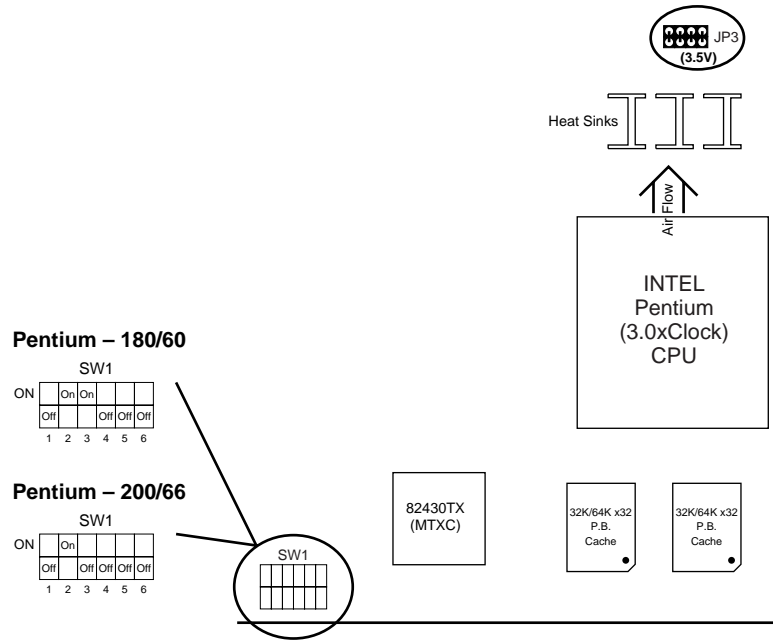 JP3
(3.5V)
Heat Sinks
Air Flow
INTEL
Pentium
(3.0xClock)
CPU
Pentium – 180/60
SW1
ON On On
Off Off Off Off
1 2 3 4 5 6
Pentium – 200/66
SW1
ON On
Off Off Off Off Off
1 2 3 4 5 6
SW1
82430TX
(MTXC)
32K/64K x32
P.B.
Cache
32K/64K x32
P.B.
Cache